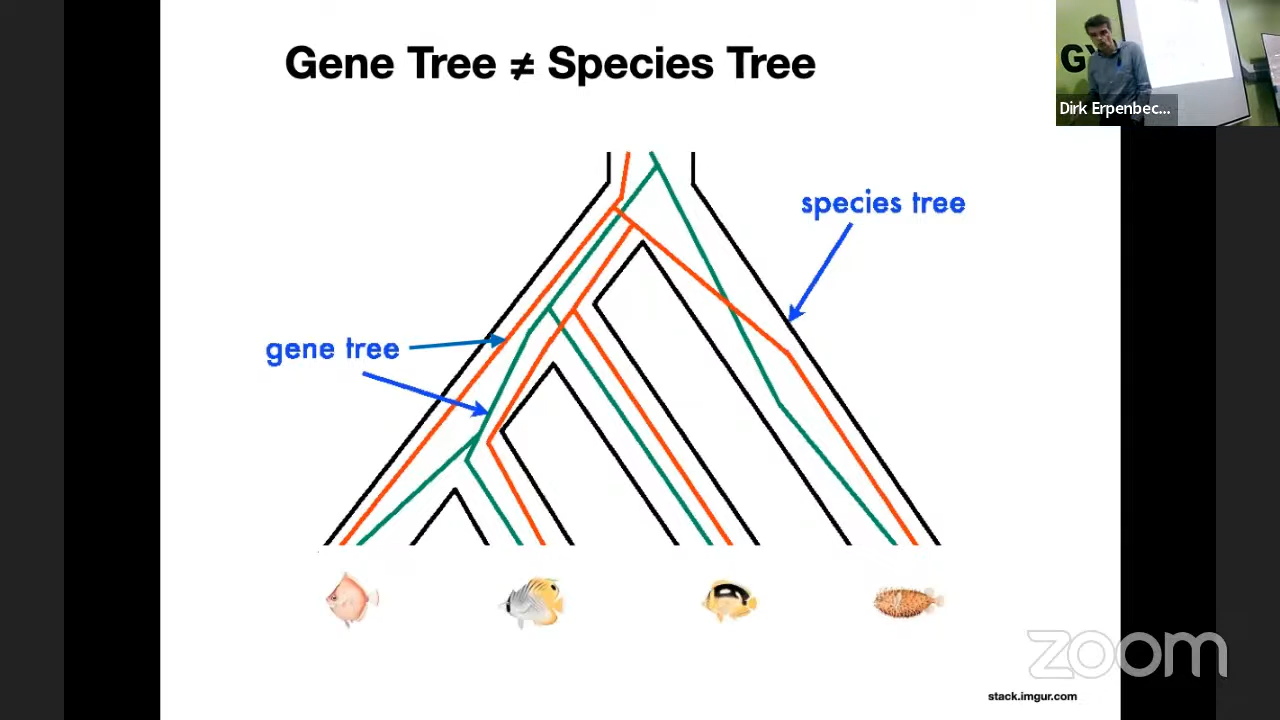 Gene Tree ≠ Species Tree
G
Dirk Erpenbec...
species tree
gene tree
zoom
stack.imgur.com